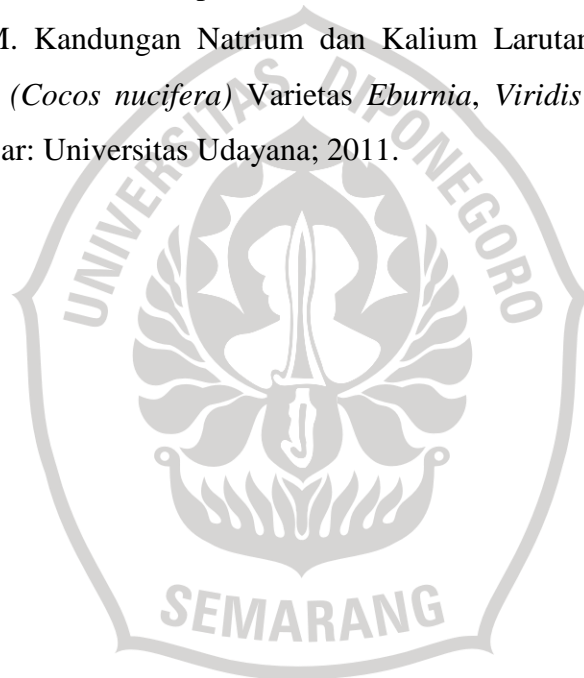 M. Kandungan Natrium dan Kalium Larutan
(Cocos nucifera) Varietas Eburnia, Viridis
ar: Universitas Udayana; 2011.
UNIVERSITAS DIPONEGORO
SEMARANG